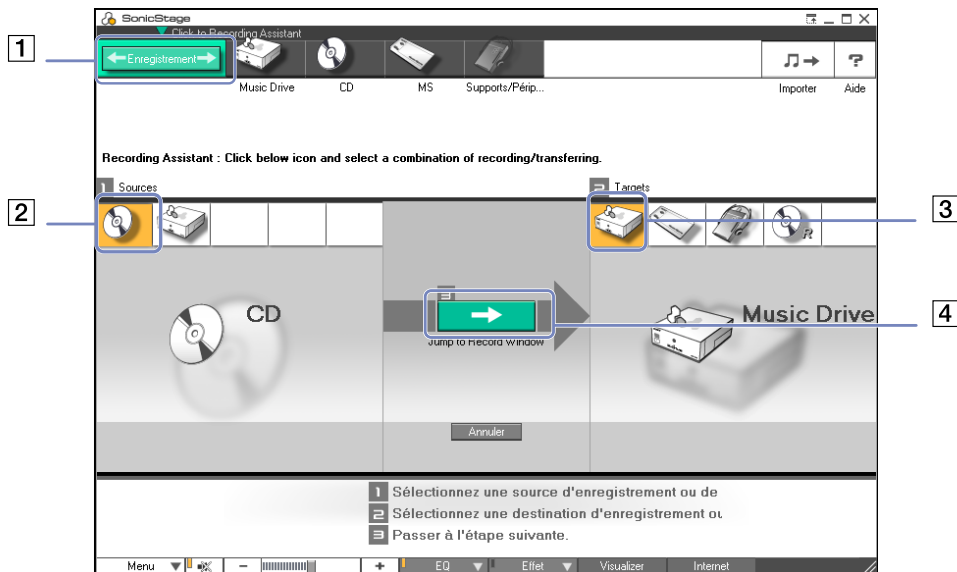 SonicStage
Click to Recording Assistant
1
Enregistrement
Music Drive
CD
MS
Supports/Périp...
Importer
Aide
Recording Assistant : Click below icon and select a combination of recording/transferring.
1 Sources
2 Targets
2
3
R
CD
3
Music Drive
4
Jump to Record Window
Annuler
1 Sélectionnez une source d'enregistrement ou de
2 Sélectionnez une destination d'enregistrement ou
3 Passer à l'étape suivante.
Menu
EQ
Effet
Visualizer
Internet